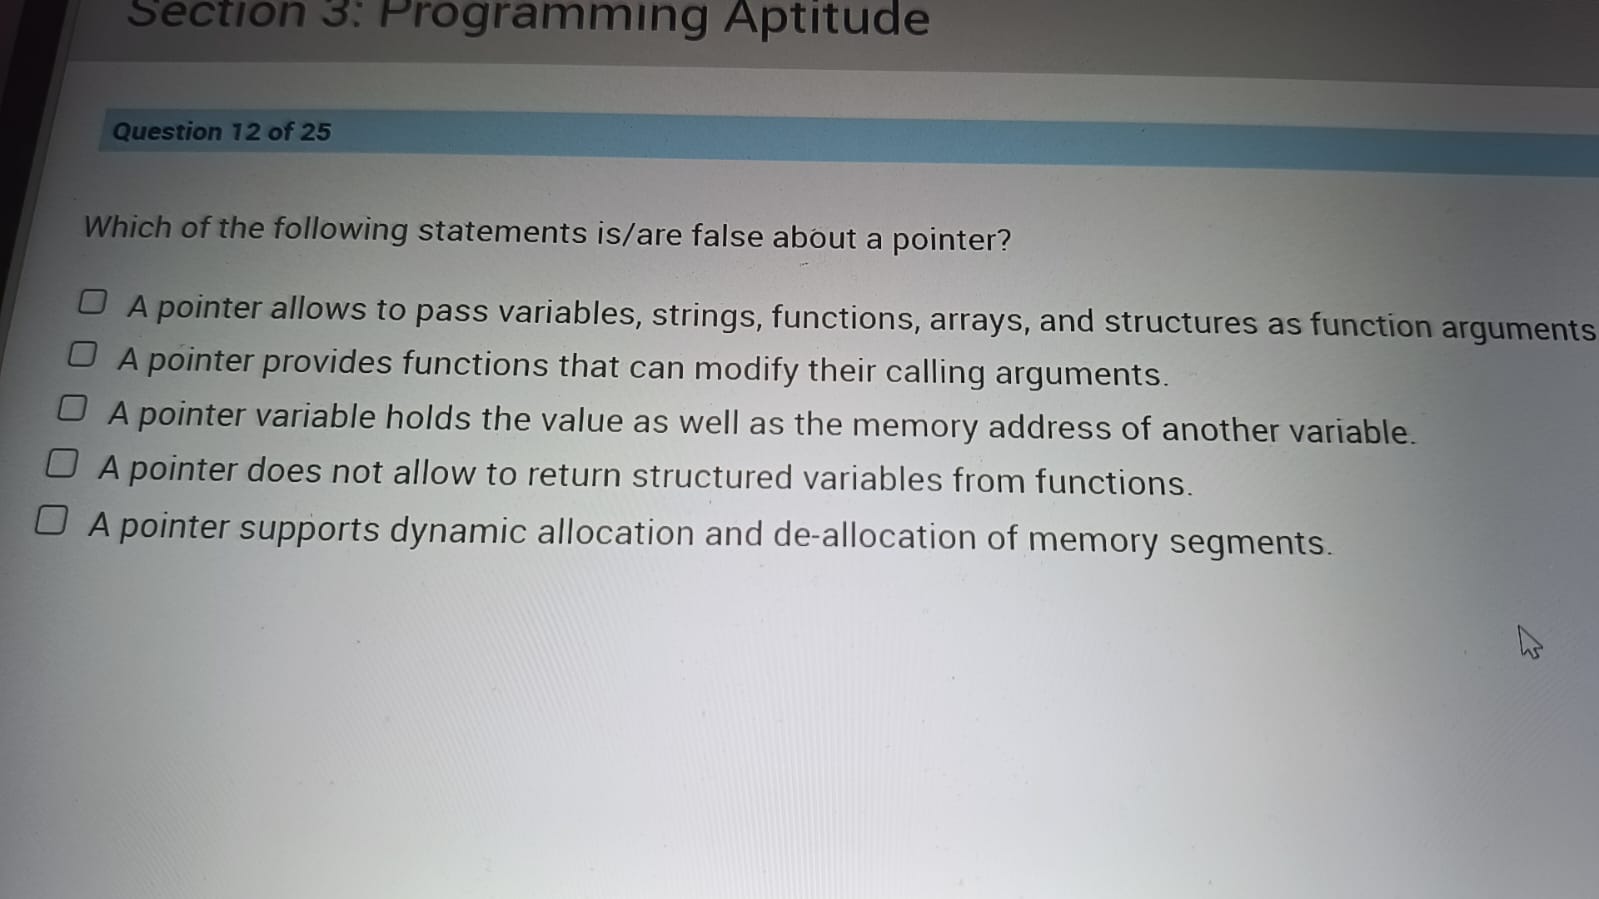 Section 3: Programming Aptitude
Question 12 of 25
Which of the following statements is/are false about a pointer?
A pointer allows to pass variables, strings, functions, arrays, and structures as function arguments
A pointer provides functions that can modify their calling arguments.
A pointer variable holds the value as well as the memory address of another variable.
A pointer does not allow to return structured variables from functions.
A pointer supports dynamic allocation and de-allocation of memory segments.